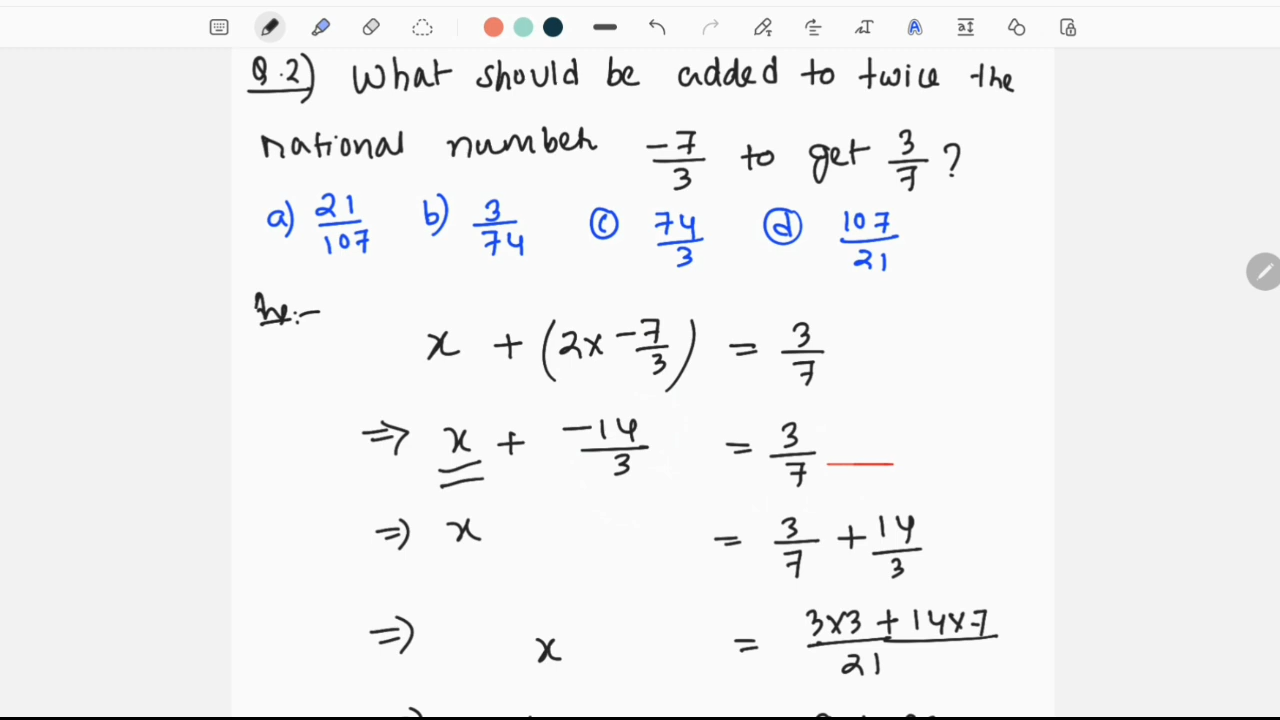 Q.2) What should be added to twice the
rational number -7/3 to get 3/7?
a) 21/107 b) 3/74 c) 74/3 d) 107/21
Ans:-
x + (2x -7/3) = 3/7
⇒ x + -14/3 = 3/7
⇒ x = 3/7 + 14/3
⇒ x = 3x3 + 14x7/21